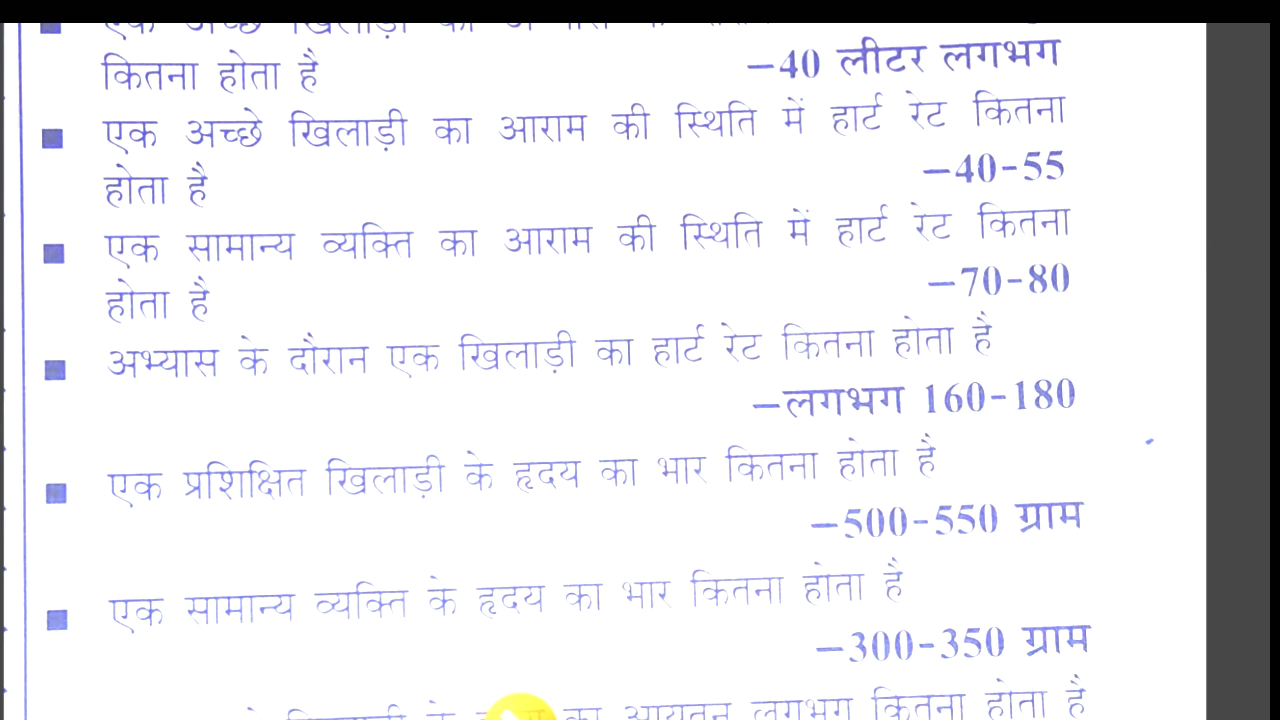 कितना होता है –40 लीटर लगभग
एक अच्छे खिलाड़ी का आराम की स्थिति में हार्ट रेट कितना
होता है –40-55
एक सामान्य व्यक्ति का आराम की स्थिति में हार्ट रेट कितना
होता है –70-80
अभ्यास के दौरान एक खिलाड़ी का हार्ट रेट कितना होता है
–लगभग 160-180
एक प्रशिक्षित खिलाड़ी के हृदय का भार कितना होता है
–500-550 ग्राम
एक सामान्य व्यक्ति के हृदय का भार कितना होता है
–300-350 ग्राम
का आयतन लगभग कितना होता है